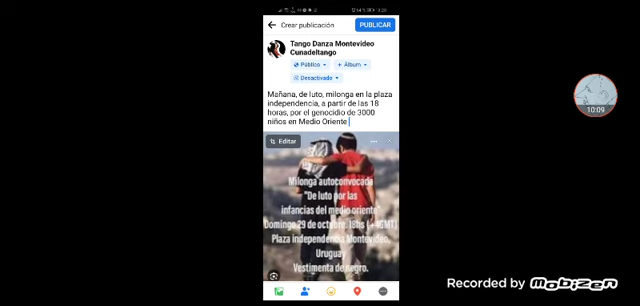 Crear publicación
PUBLICAR
Tango Danza Montevideo
Cunadeltango
Público
+ Álbum
Desactivado
Mañana, de luto, milonga en la plaza
independencia, a partir de las 18
horas, por el genocidio de 3000
niños en Medio Oriente
Editar
Milonga autoconvocada
"De luto por las
infancias del medio oriente"
Domingo 29 de octubre. 18hs
Plaza independencia Montevideo,
Uruguay
Vestimenta de negro.
10:09
Recorded by Mobizen